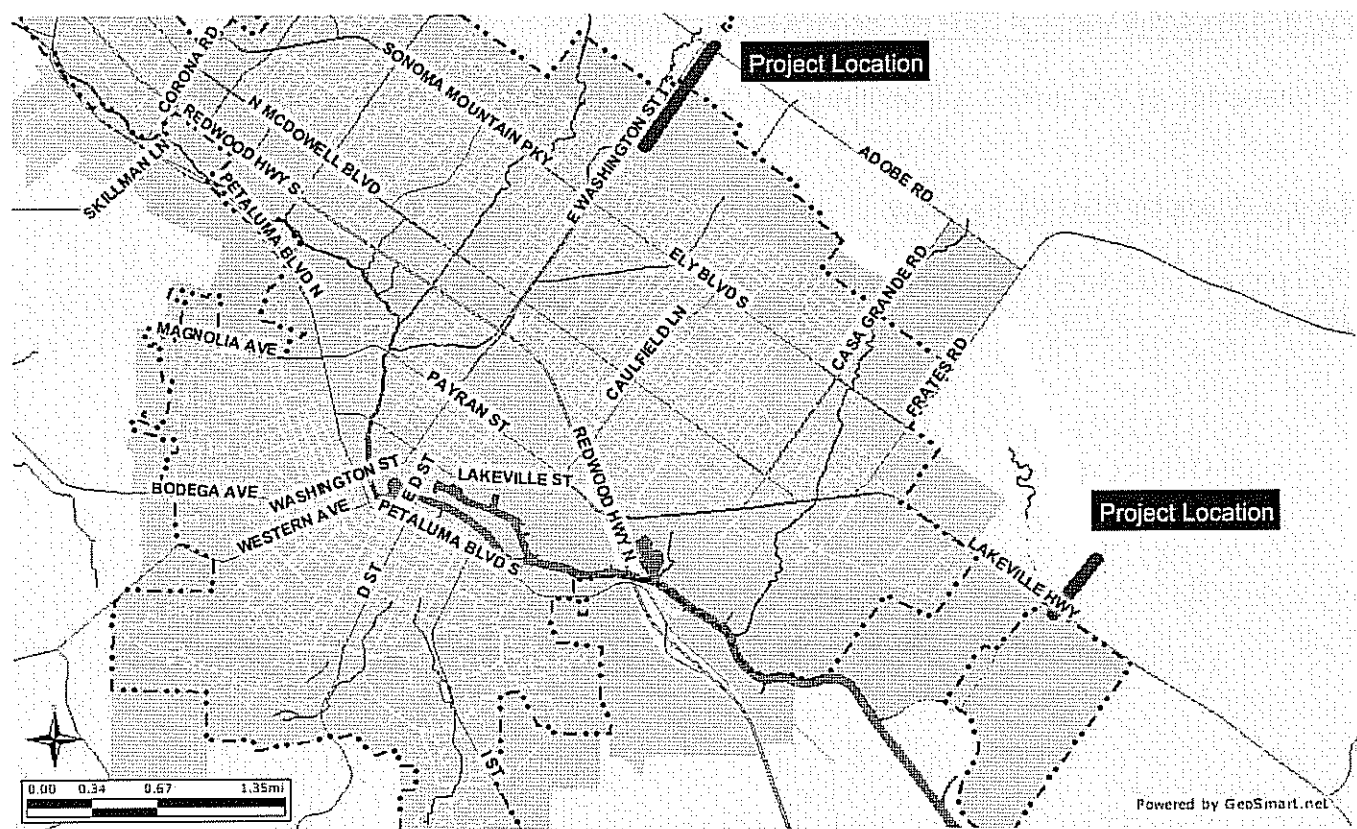 Project Location
CORONA RD
SONOMA MOUNTAIN PKY
E WASHINGTON ST
N MCDOWELL BLVD
REDWOOD HWY S
SKILLMAN LN
PETALUMA BLVD N
ADOBE RD
ELY BLVD S
CASA GRANDE RD
MAGNOLIA AVE
CAULFIELD LN
FRATES RD
PAYRAN ST
REDWOOD HWY N
LAKEVILLE ST
E D ST
WASHINGTON ST
BODEGA AVE
WESTERN AVE
PETALUMA BLVD S
D ST
Project Location
LAKEVILLE HWY
I ST
0.00 0.34 0.67 1.35mi
Powered by GeoSmart.net